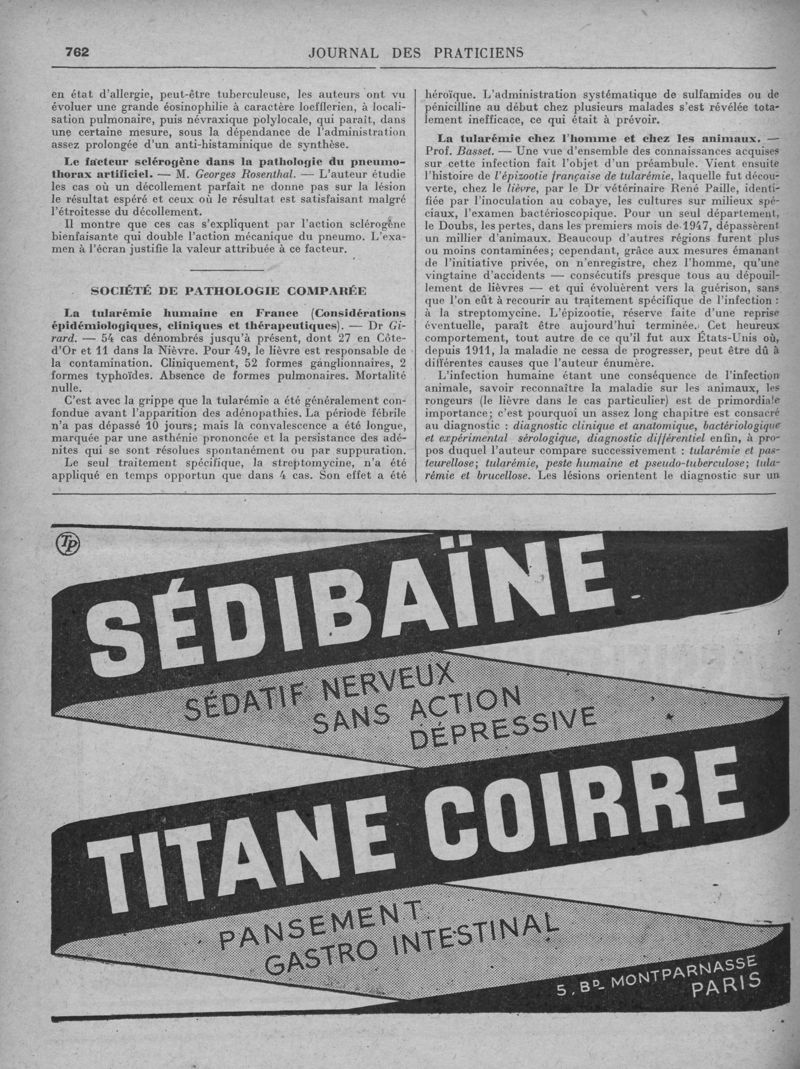 762
JOURNAL DES PRATICIENS
en état d'allergie, peut-être tuberculeuse, les auteurs ont vu
évoluer une grande éosinophilie à caractère loefflerien, à locali-
sation pulmonaire, puis névraxique polylocale, qui paraît, dans
une certaine mesure, sous la dépendance de l'administration
assez prolongée d'un anti-histaminique de synthèse.
Le facteur sclérogène dans la pathologie du pneumo-
thorax artificiel. — M. Georges Rosenthal. — L'auteur étudie
les cas où un décollement parfait ne donne pas sur la lésion
le résultat espéré et ceux où le résultat est satisfaisant malgré
l'étroitesse du décollement.
Il montre que ces cas s'expliquent par l'action sclérogène
bienfaisante qui double l'action mécanique du pneumo. L'exa-
men à l'écran justifie la valeur attribuée à ce facteur.
SOCIÉTÉ DE PATHOLOGIE COMPARÉE
La tularémie humaine en France (Considérations
épidémiologiques, cliniques et thérapeutiques). — Dr Gi-
rard. — 54 cas dénombrés jusqu'à présent, dont 27 en Côte-
d'Or et 11 dans la Nièvre. Pour 49, le lièvre est responsable de
la contamination. Cliniquement, 52 formes ganglionnaires, 2
formes typhoïdes. Absence de formes pulmonaires. Mortalité
nulle.
C'est avec la grippe que la tularémie a été généralement con-
fondue avant l'apparition des adénopathies. La période fébrile
n'a pas dépassé 10 jours; mais la convalescence a été longue,
marquée par une asthénie prononcée et la persistance des adé-
nites qui se sont résolues spontanément ou par suppuration.
Le seul traitement spécifique, la streptomycine, n'a été
appliqué en temps opportun que dans 4 cas. Son effet a été
héroïque. L'administration systématique de sulfamides ou de
pénicilline au début chez plusieurs malades s'est révélée tota-
lement inefficace, ce qui était à prévoir.
La tularémie chez l'homme et chez les animaux. —
Prof. Basset. — Une vue d'ensemble des connaissances acquises
sur cette infection fait l'objet d'un préambule. Vient ensuite
l'histoire de l'épizootie française de tularémie, laquelle fut décou-
verte, chez le lièvre, par le Dr vétérinaire René Paille, identi-
fiée par l'inoculation au cobaye, les cultures sur milieux spé-
ciaux, l'examen bactérioscopique. Pour un seul département,
le Doubs, les pertes, dans les premiers mois de 1947, dépassèrent
un millier d'animaux. Beaucoup d'autres régions furent plus
ou moins contaminées; cependant, grâce aux mesures émanant
de l'initiative privée, on n'enregistre, chez l'homme, qu'une
vingtaine d'accidents — consécutifs presque tous au dépouil-
lement de lièvres — et qui évoluèrent vers la guérison, sans
que l'on eût à recourir au traitement spécifique de l'infection :
à la streptomycine. L'épizootie, réserve faite d'une reprise
éventuelle, paraît être aujourd'hui terminée. Cet heureux
comportement, tout autre de ce qu'il fut aux États-Unis où,
depuis 1911, la maladie ne cessa de progresser, peut être dû à
différentes causes que l'auteur énumère.
L'infection humaine étant une conséquence de l'infection
animale, savoir reconnaître la maladie sur les animaux, les
rongeurs (le lièvre dans le cas particulier) est de primordiale
importance; c'est pourquoi un assez long chapitre est consacré
au diagnostic : diagnostic clinique et anatomique, bactériologique
et expérimental sérologique, diagnostic différentiel enfin, à pro-
pos duquel l'auteur compare successivement : tularémie et pas-
teurellose; tularémie, peste humaine et pseudo-tuberculose; tula-
rémie et brucellose. Les lésions orientent le diagnostic sur un
TP
SÉDIBAÏNE
SÉDATIF NERVEUX
SANS ACTION
DÉPRESSIVE
TITANE COIRRE
PANSEMENT
GASTRO INTESTINAL
5, BD. MONTPARNASSE
PARIS